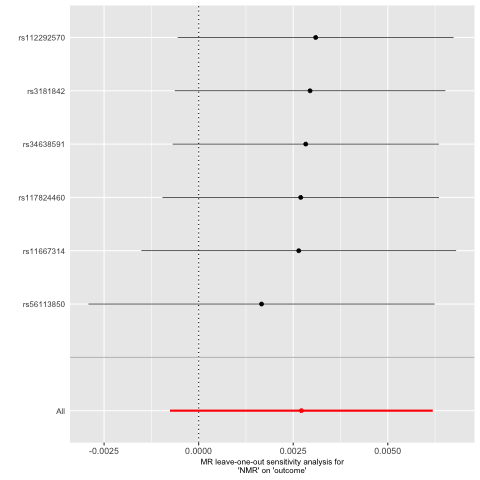 rs112292570
rs3181842
rs34638591
rs117824460
rs11667314
rs56113850
All
-0.0025 0.0000 0.0025 0.0050
MR leave-one-out sensitivity analysis for
'NMR' on 'outcome'